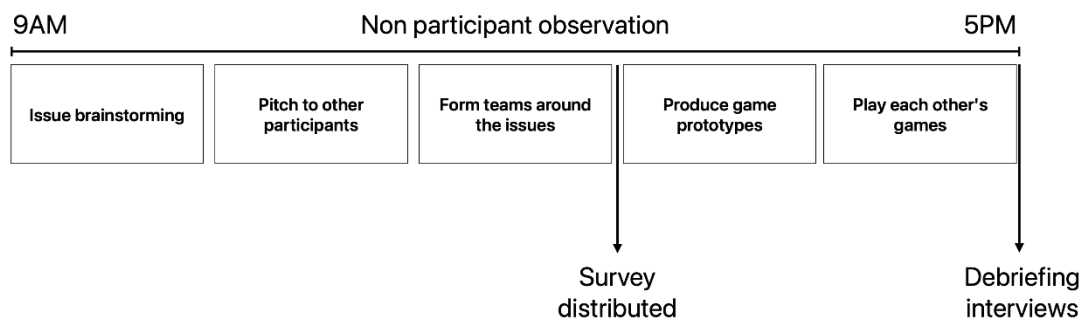 9AM Non participant observation 5PM
Issue brainstorming
Pitch to other
participants
Form teams around
the issues
Produce game
prototypes
Play each other's
games
Survey
distributed
Debriefing
interviews